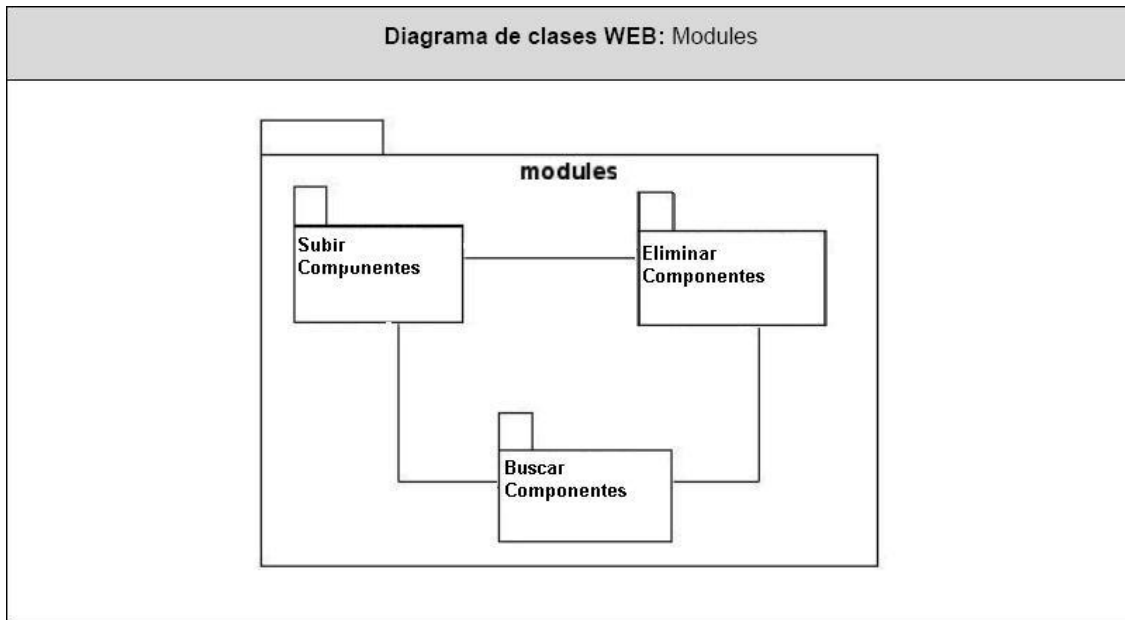 Diagrama de clases WEB: Modules
modules
Subir
Componentes
Eliminar
Componentes
Buscar
Componentes